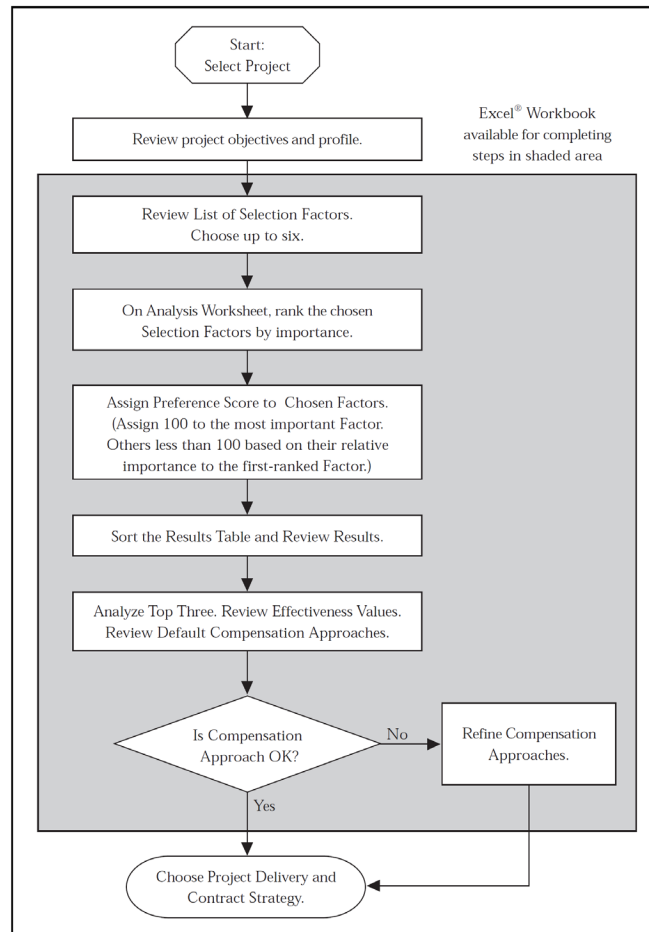 Start:
Select Project
Excel® Workbook
available for completing
steps in shaded area
Review project objectives and profile.
Review List of Selection Factors.
Choose up to six.
On Analysis Worksheet, rank the chosen
Selection Factors by importance.
Assign Preference Score to Chosen Factors.
(Assign 100 to the most important Factor.
Others less than 100 based on their relative
importance to the first-ranked Factor.)
Sort the Results Table and Review Results.
Analyze Top Three. Review Effectiveness Values.
Review Default Compensation Approaches.
Is Compensation
Approach OK?
No
Refine Compensation
Approaches.
Yes
Choose Project Delivery and
Contract Strategy.